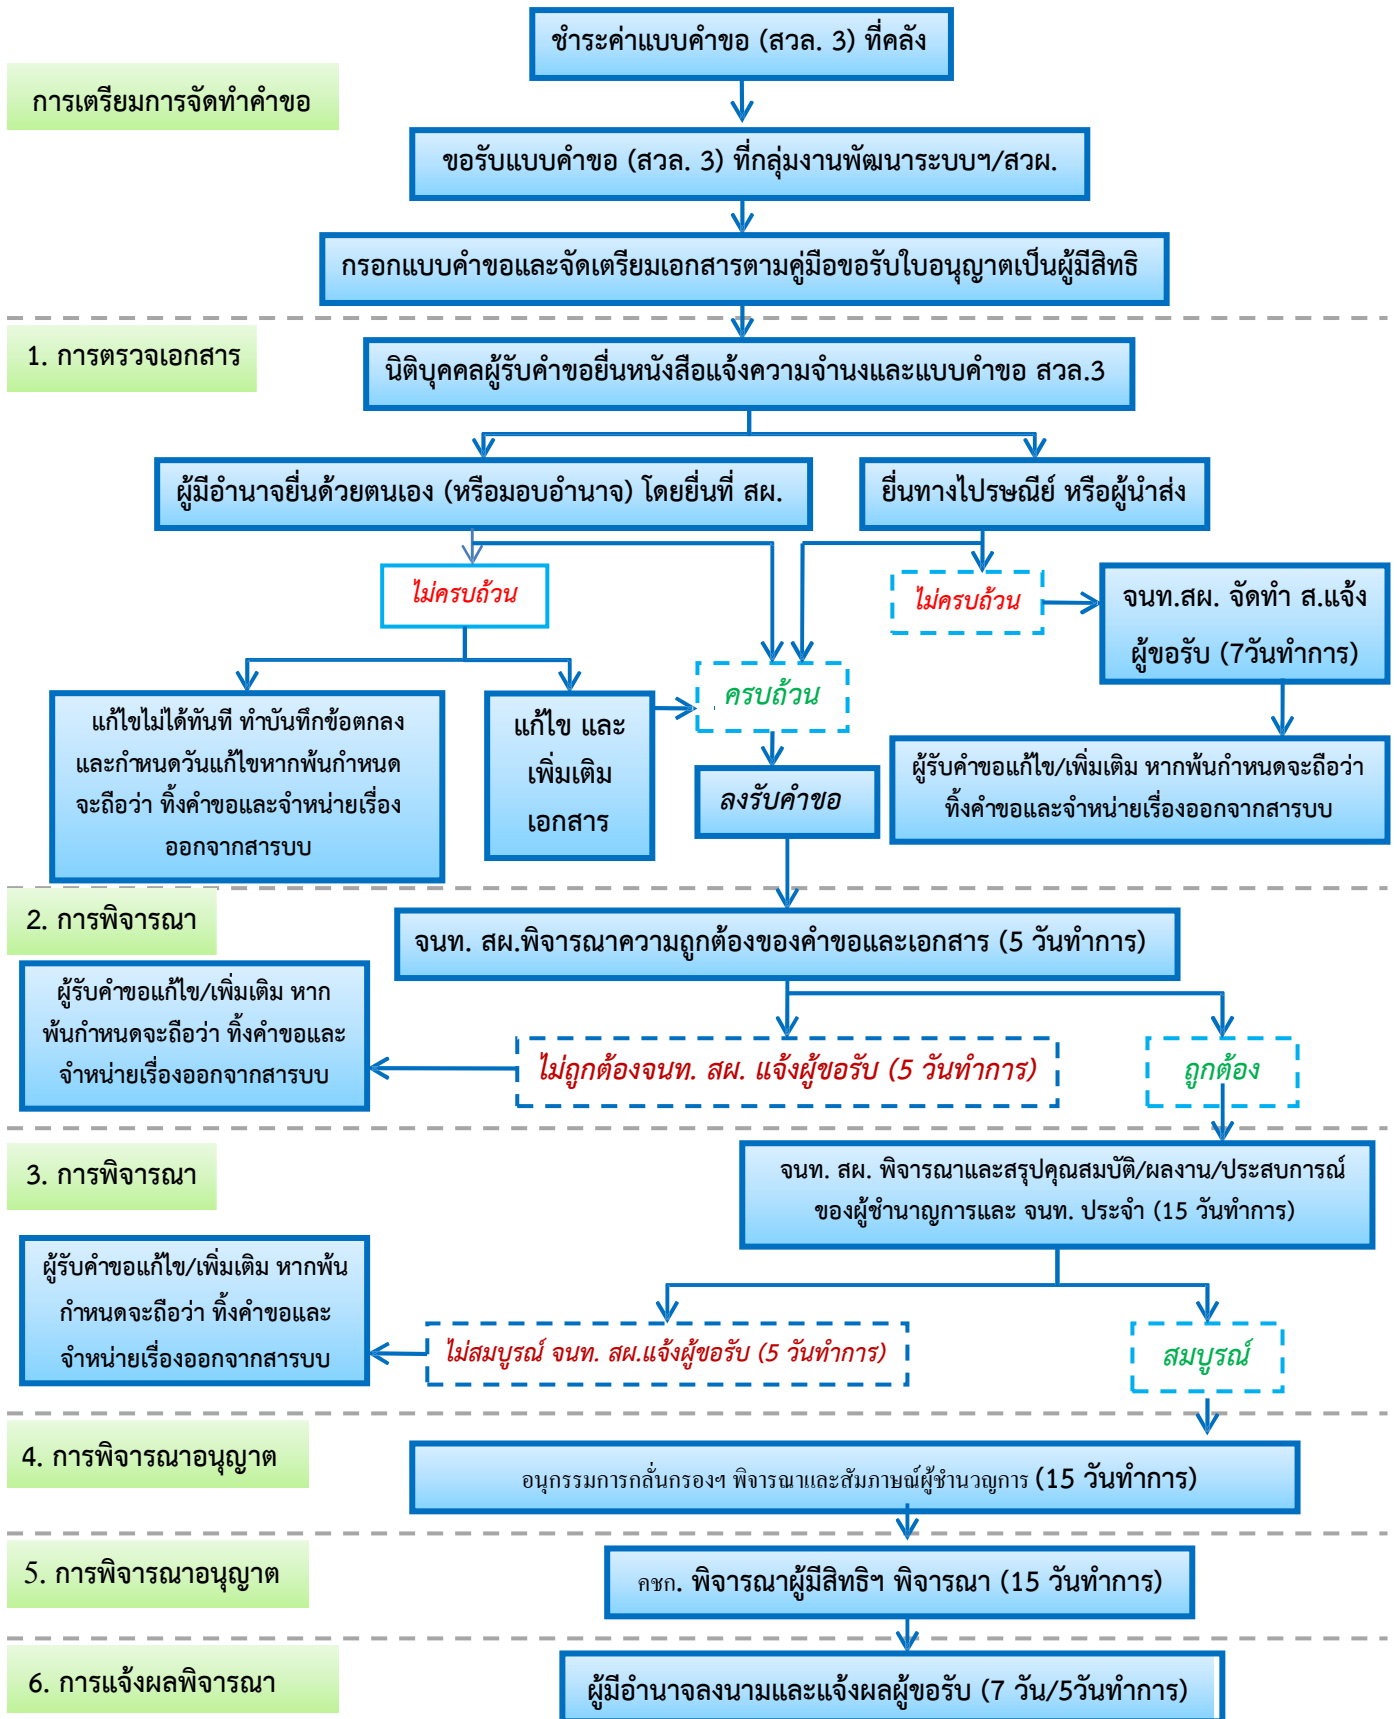 ชำระค่าแบบคำขอ (สวล. 3) ที่คลัง
การเตรียมการจัดทำคำขอ
ขอรับแบบคำขอ (สวล. 3) ที่กลุ่มงานพัฒนาระบบฯ/สวผ.
กรอกแบบคำขอและจัดเตรียมเอกสารตามคู่มือขอรับใบอนุญาตเป็นผู้มีสิทธิ
1. การตรวจเอกสาร
นิติบุคคลผู้รับคำขอยื่นหนังสือแจ้งความจำนงและแบบคำขอ สวล.3
ผู้มีอำนาจยื่นด้วยตนเอง (หรือมอบอำนาจ) โดยยื่นที่ สผ.
ยื่นทางไปรษณีย์ หรือผู้นำส่ง
ไม่ครบถ้วน
ไม่ครบถ้วน
จนท.สผ. จัดทำ ส.แจ้ง
ผู้ขอรับ (7วันทำการ)
ครบถ้วน
แก้ไขไม่ได้ทันที ทำบันทึกข้อตกลง
และกำหนดวันแก้ไขหากพ้นกำหนด
จะถือว่า ทิ้งคำขอและจำหน่ายเรื่อง
ออกจากสารบบ
แก้ไข และ
เพิ่มเติม
เอกสาร
ลงรับคำขอ
ผู้รับคำขอแก้ไข/เพิ่มเติม หากพ้นกำหนดจะถือว่า
ทิ้งคำขอและจำหน่ายเรื่องออกจากสารบบ
2. การพิจารณา
จนท. สผ.พิจารณาความถูกต้องของคำขอและเอกสาร (5 วันทำการ)
ผู้รับคำขอแก้ไข/เพิ่มเติม หาก
พ้นกำหนดจะถือว่า ทิ้งคำขอและ
จำหน่ายเรื่องออกจากสารบบ
ไม่ถูกต้องจนท. สผ. แจ้งผู้ขอรับ (5 วันทำการ)
ถูกต้อง
3. การพิจารณา
จนท. สผ. พิจารณาและสรุปคุณสมบัติ/ผลงาน/ประสบการณ์
ของผู้ชำนาญการและ จนท. ประจำ (15 วันทำการ)
ผู้รับคำขอแก้ไข/เพิ่มเติม หากพ้น
กำหนดจะถือว่า ทิ้งคำขอและ
จำหน่ายเรื่องออกจากสารบบ
ไม่สมบูรณ์ จนท. สผ.แจ้งผู้ขอรับ (5 วันทำการ)
สมบูรณ์
4. การพิจารณาอนุญาต
อนุกรรมการกลั่นกรองฯ พิจารณาและสัมภาษณ์ผู้ชำนวญการ (15 วันทำการ)
5. การพิจารณาอนุญาต
คชก. พิจารณาผู้มีสิทธิฯ พิจารณา (15 วันทำการ)
6. การแจ้งผลพิจารณา
ผู้มีอำนาจลงนามและแจ้งผลผู้ขอรับ (7 วัน/5วันทำการ)